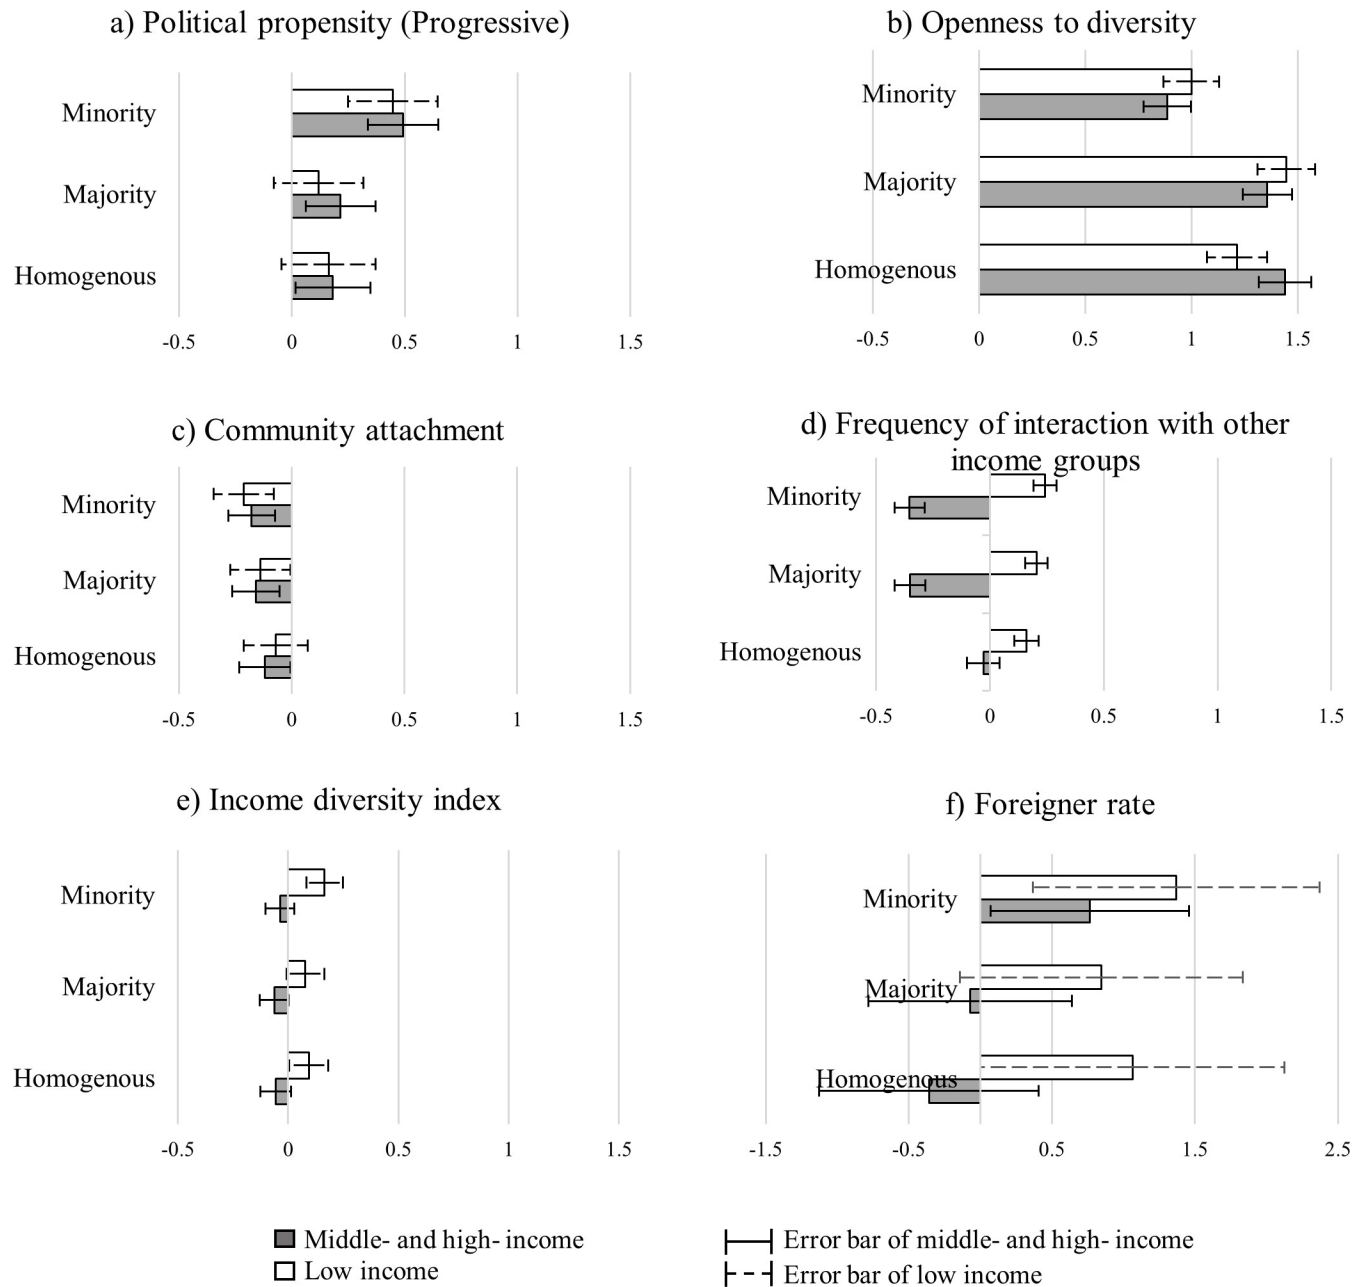 a) Political propensity (Progressive)
Minority
Majority
Homogenous
-0.5 0 0.5 1 1.5
b) Openness to diversity
Minority
Majority
Homogenous
-0.5 0 0.5 1 1.5
c) Community attachment
Minority
Majority
Homogenous
-0.5 0 0.5 1 1.5
d) Frequency of interaction with other
income groups
Minority
Majority
Homogenous
-0.5 0 0.5 1 1.5
e) Income diversity index
Minority
Majority
Homogenous
-0.5 0 0.5 1 1.5
f) Foreigner rate
Minority
Majority
Homogenous
-1.5 -0.5 0.5 1.5 2.5
Middle- and high- income
Low income
Error bar of middle- and high- income
Error bar of low income